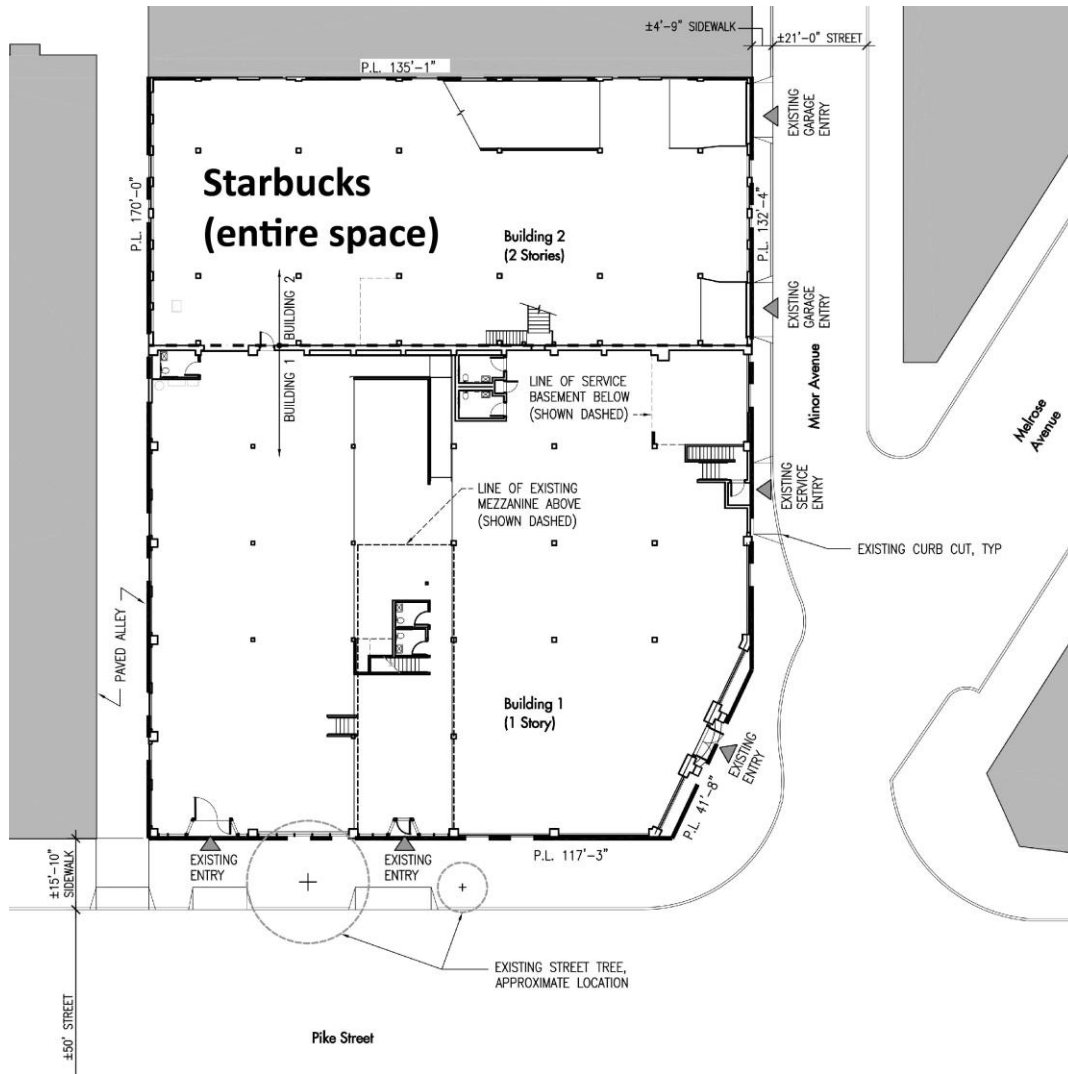 ±4'-9" SIDEWALK
±21'-0" STREET
P.L. 135'-1"
EXISTING
GARAGE
ENTRY
Starbucks
(entire space)
P.L. 170'-0"
P.L. 132'-4"
Building 2
(2 Stories)
BUILDING 2
BUILDING 1
EXISTING
GARAGE
ENTRY
LINE OF SERVICE
BASEMENT BELOW
(SHOWN DASHED)
Minor Avenue
Melrose
Avenue
LINE OF EXISTING
MEZZANINE ABOVE
(SHOWN DASHED)
EXISTING
SERVICE
ENTRY
EXISTING CURB CUT, TYP
PAVED ALLEY
Building 1
(1 Story)
EXISTING
ENTRY
P.L. 41'-8"
P.L. 117'-3"
EXISTING
ENTRY
EXISTING
ENTRY
±15'-10"
SIDEWALK
EXISTING STREET TREE,
APPROXIMATE LOCATION
±50' STREET
Pike Street